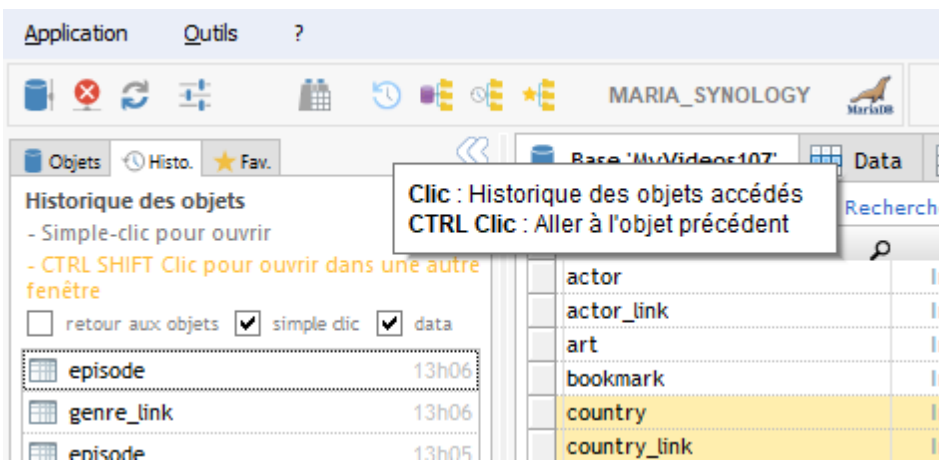 Application Outils ?
MARIA_SYNOLOGY MariaDB
Objets Histo. Fav.
Base 'MyVideos107' Data
Clic : Historique des objets accédés
CTRL Clic : Aller à l'objet précédent
Historique des objets
- Simple-clic pour ouvrir
- CTRL SHIFT Clic pour ouvrir dans une autre
fenêtre
retour aux objets simple clic data
episode 13h06
genre_link 13h06
episode 13h05
Recherch
actor
actor_link
art
bookmark
country
country_link